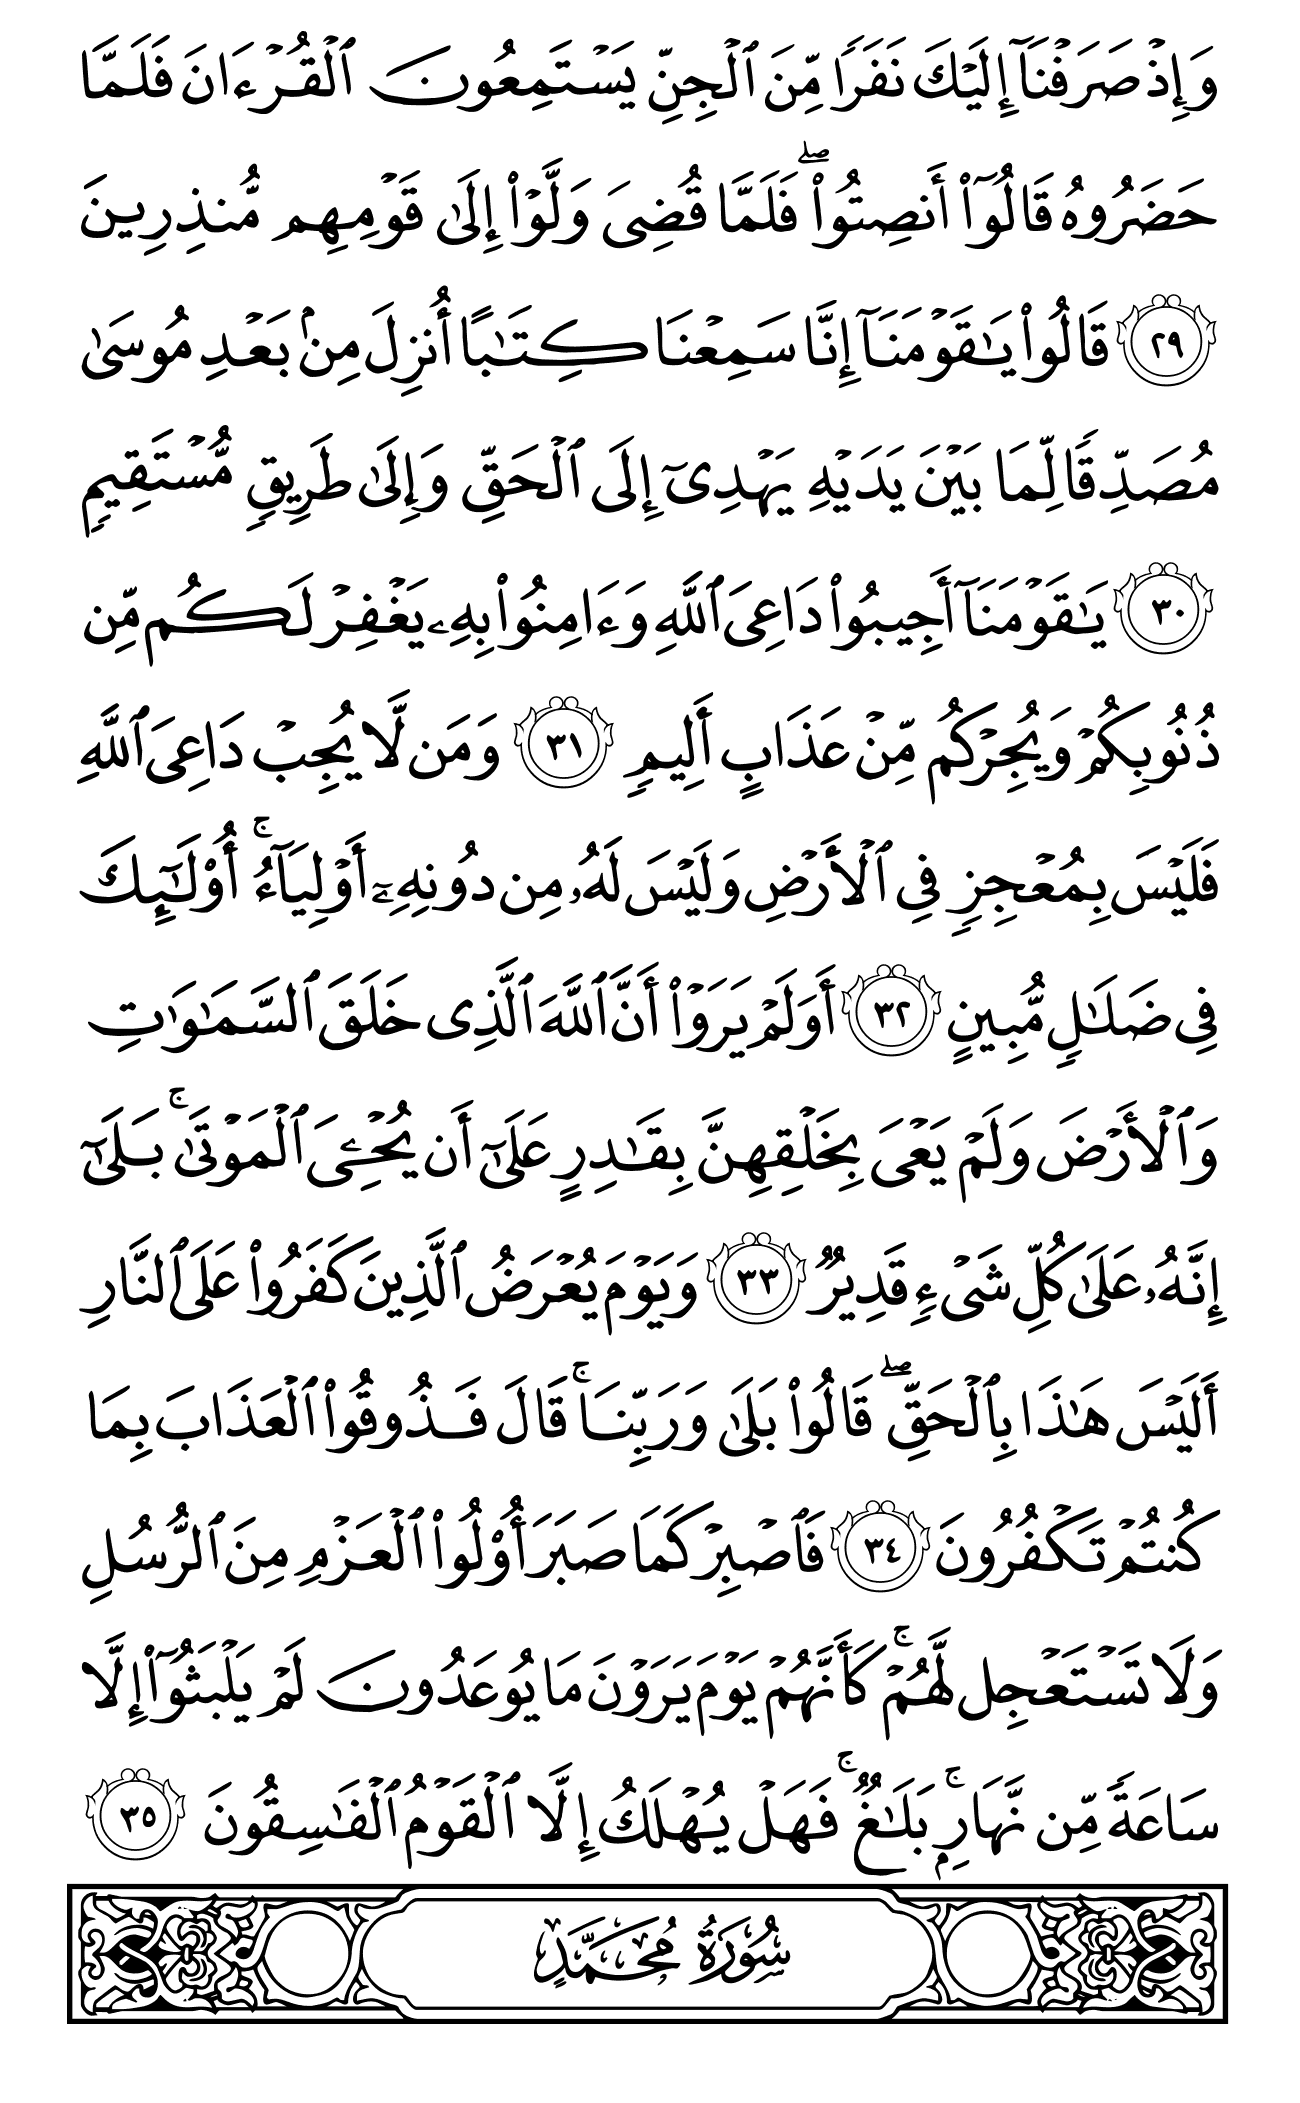 وَإِذۡ صَرَفۡنَآ إِلَيۡكَ نَفَرٗا مِّنَ ٱلۡجِنِّ يَسۡتَمِعُونَ ٱلۡقُرۡءَانَ فَلَمَّا
حَضَرُوهُ قَالُوٓاْ أَنصِتُواْۖ فَلَمَّا قُضِيَ وَلَّوۡاْ إِلَىٰ قَوۡمِهِم مُّنذِرِينَ
٢٩ قَالُواْ يَٰقَوۡمَنَآ إِنَّا سَمِعۡنَا كِتَٰبًا أُنزِلَ مِنۢ بَعۡدِ مُوسَىٰ
مُصَدِّقٗا لِّمَا بَيۡنَ يَدَيۡهِ يَهۡدِيٓ إِلَى ٱلۡحَقِّ وَإِلَىٰ طَرِيقٖ مُّسۡتَقِيمٖ
٣٠ يَٰقَوۡمَنَآ أَجِيبُواْ دَاعِيَ ٱللَّهِ وَءَامِنُواْ بِهِۦ يَغۡفِرۡ لَكُم مِّن
ذُنُوبِكُمۡ وَيُجِرۡكُم مِّنۡ عَذَابٍ أَلِيمٖ ٣١ وَمَن لَّا يُجِبۡ دَاعِيَ ٱللَّهِ
فَلَيۡسَ بِمُعۡجِزٖ فِي ٱلۡأَرۡضِ وَلَيۡسَ لَهُۥ مِن دُونِهِۦٓ أَوۡلِيَآءُۚ أُوْلَٰٓئِكَ
فِي ضَلَٰلٖ مُّبِينٍ ٣٢ أَوَلَمۡ يَرَوۡاْ أَنَّ ٱللَّهَ ٱلَّذِي خَلَقَ ٱلسَّمَٰوَٰتِ
وَٱلۡأَرۡضَ وَلَمۡ يَعۡيَ بِخَلۡقِهِنَّ بِقَٰدِرٍ عَلَىٰٓ أَن يُحۡـِۧيَ ٱلۡمَوۡتَىٰۚ بَلَىٰٓ
إِنَّهُۥ عَلَىٰ كُلِّ شَيۡءٖ قَدِيرٞ ٣٣ وَيَوۡمَ يُعۡرَضُ ٱلَّذِينَ كَفَرُواْ عَلَى ٱلنَّارِ
أَلَيۡسَ هَٰذَا بِٱلۡحَقِّۖ قَالُواْ بَلَىٰ وَرَبِّنَاۚ قَالَ فَذُوقُواْ ٱلۡعَذَابَ بِمَا
كُنتُمۡ تَكۡفُرُونَ ٣٤ فَٱصۡبِرۡ كَمَا صَبَرَ أُوْلُواْ ٱلۡعَزۡمِ مِنَ ٱلرُّسُلِ
وَلَا تَسۡتَعۡجِل لَّهُمۡۚ كَأَنَّهُمۡ يَوۡمَ يَرَوۡنَ مَا يُوعَدُونَ لَمۡ يَلۡبَثُوٓاْ إِلَّا
سَاعَةٗ مِّن نَّهَارِۭۚ بَلَٰغٞۚ فَهَلۡ يُهۡلَكُ إِلَّا ٱلۡقَوۡمُ ٱلۡفَٰسِقُونَ ٣٥
سُورَةُ مُحَمَّدٍ